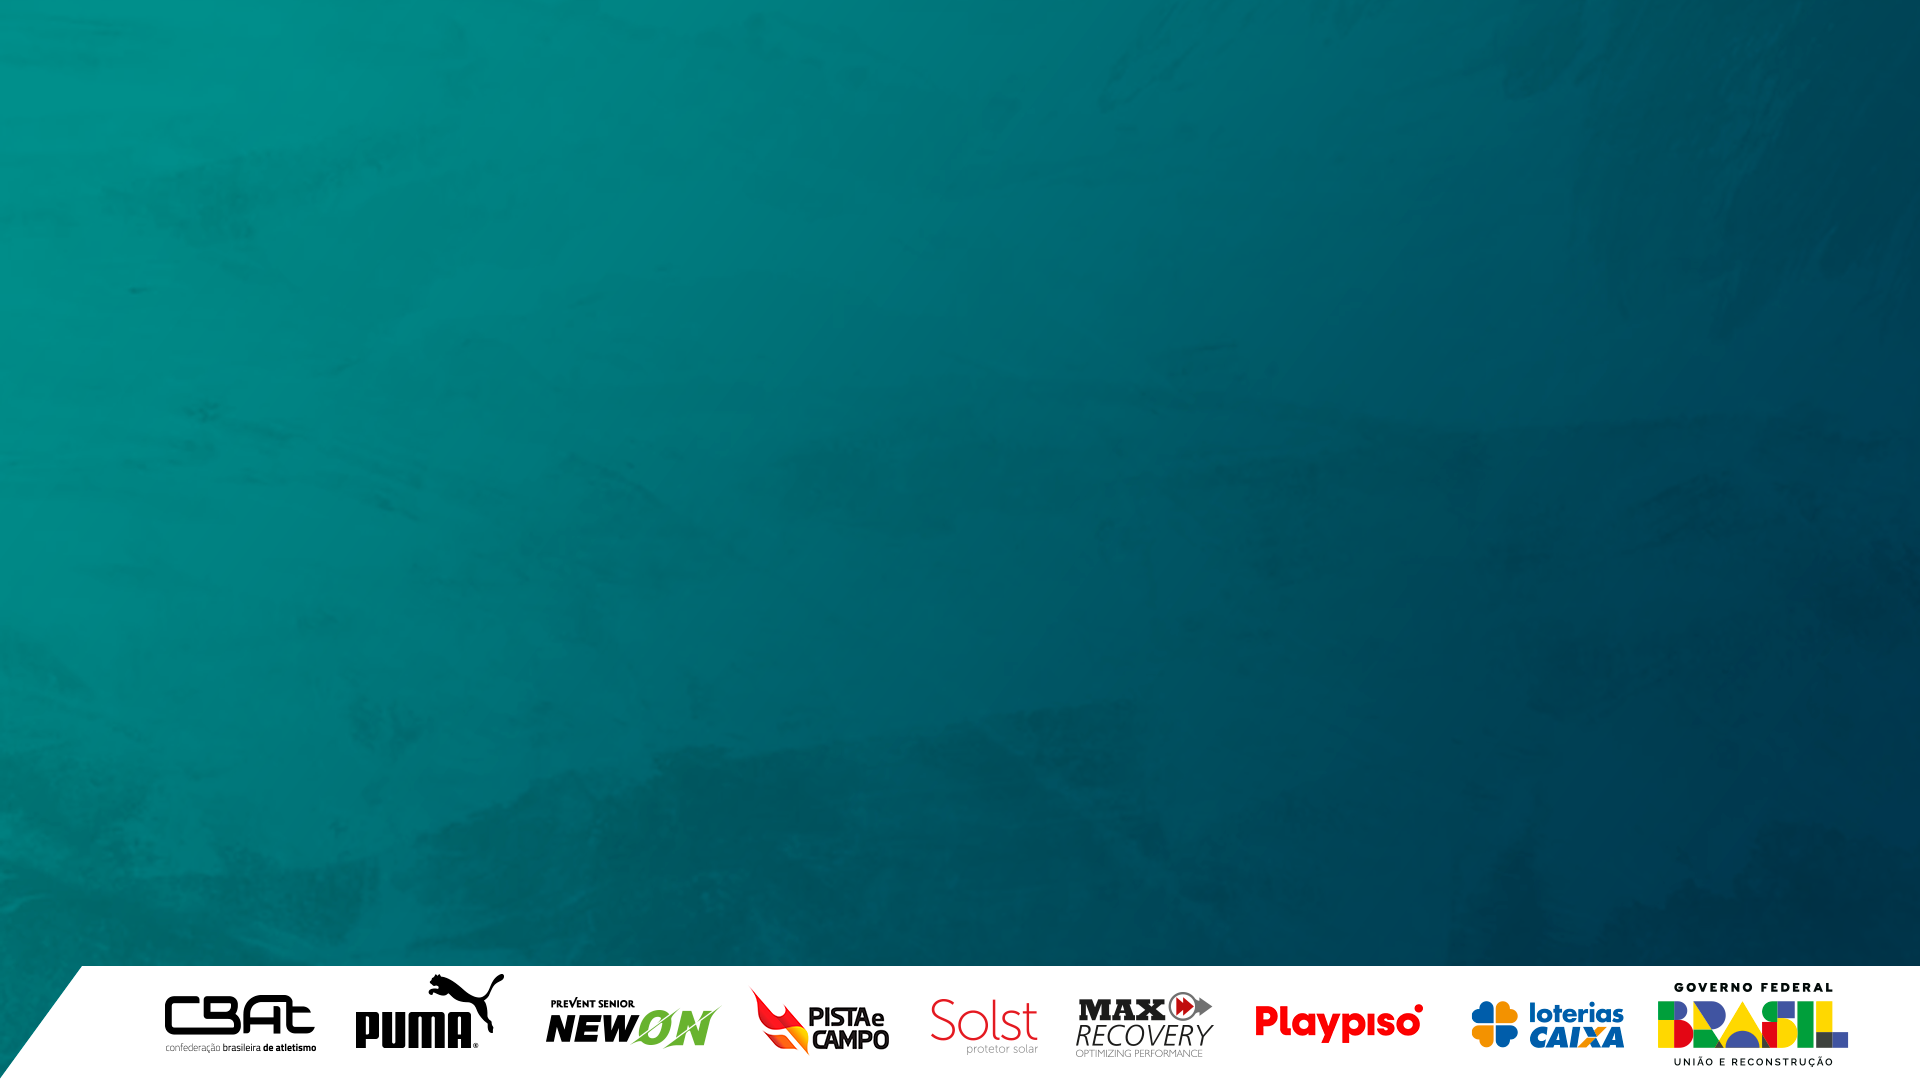 CBAt
confederação brasileira de atletismo
PUMA®
PREVENT SENIOR
NEWON
PISTA e
CAMPO
Solst
protetor solar
MAX
RECOVERY
OPTIMIZING PERFORMANCE
Playpiso
loterias
CAIXA
GOVERNO FEDERAL
BRASIL
UNIÃO E RECONSTRUÇÃO